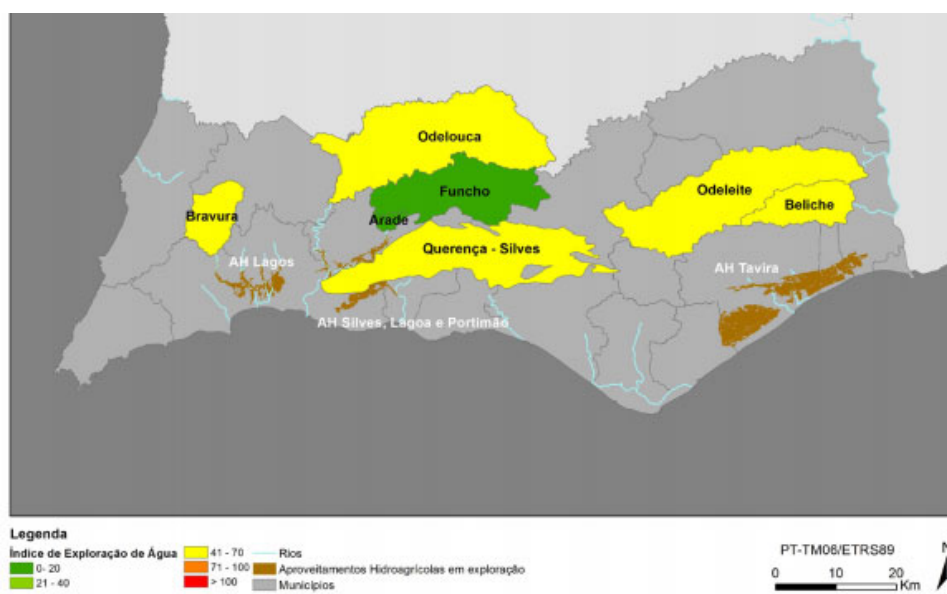 Odelouca
Funcho
Odeleite
Beliche
Bravura
Arade
Querença - Silves
AH Lagos
AH Tavira
AH Silves, Lagoa e Portimão
Legenda
Índice de Exploração de Água
0- 20
21 - 40
41 - 70
71 - 100
> 100
Rios
Aproveitamentos Hidroagrícolas em exploração
Municípios
PT-TM06/ETRS89
0 10 20
Km
N